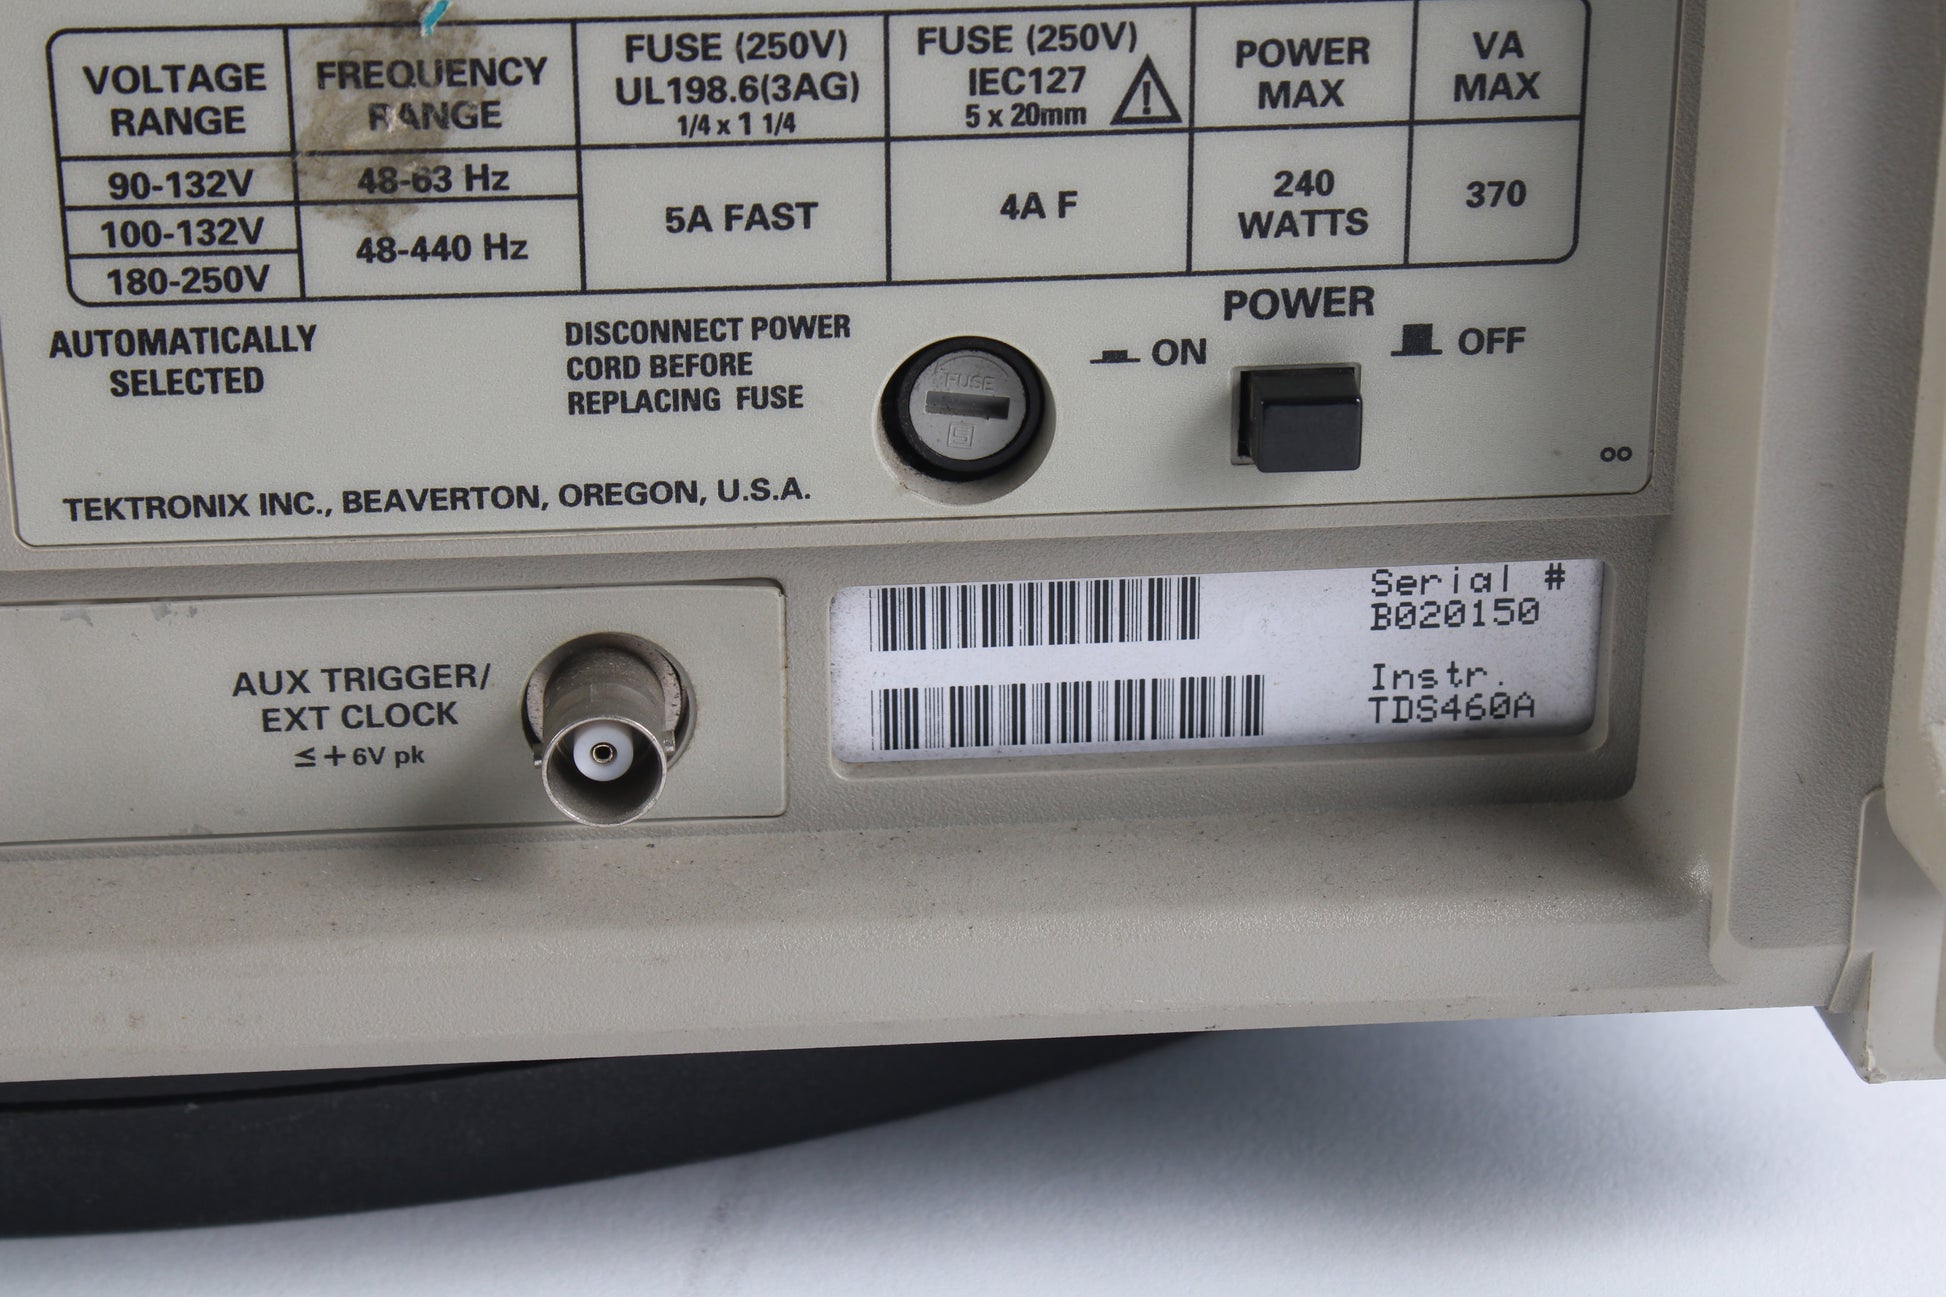 VOLTAGE RANGE
FREQUENCY RANGE
FUSE (250V)
UL198.6(3AG)
1/4 x 1 1/4
FUSE (250V)
IEC127
5 x 20mm
POWER MAX
VA MAX
90-132V
48-63 Hz
100-132V
180-250V
48-440 Hz
5A FAST
4A F
240 WATTS
370
AUTOMATICALLY
SELECTED
DISCONNECT POWER
CORD BEFORE
REPLACING FUSE
FUSE
S
POWER
ON
OFF
TEKTRONIX INC., BEAVERTON, OREGON, U.S.A.
AUX TRIGGER/
EXT CLOCK
≤ + 6V pk
Serial #
B020150
Instr.
TDS460A